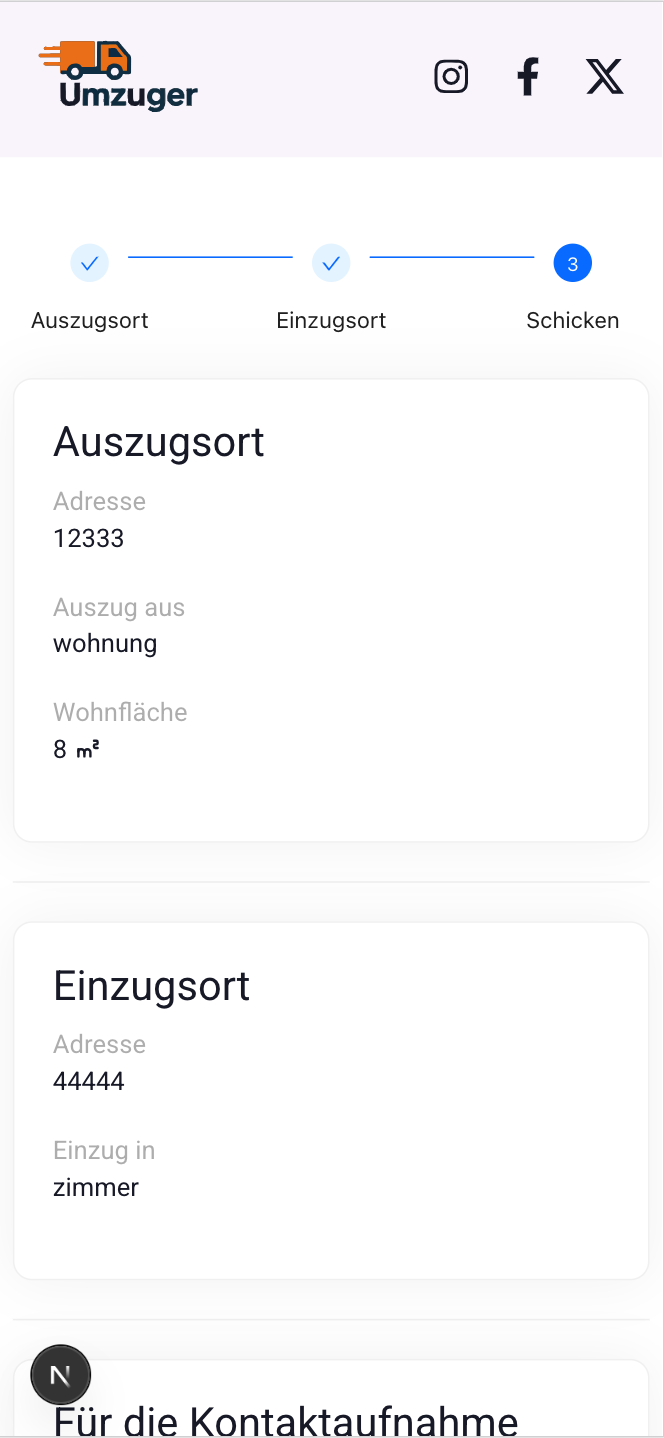 Umzuger
3
Auszugsort Einzugsort Schicken
Auszugsort
Adresse
12333
Auszug aus
wohnung
Wohnfläche
8 m²
Einzugsort
Adresse
44444
Einzug in
zimmer
N
Für die Kontaktaufnahme